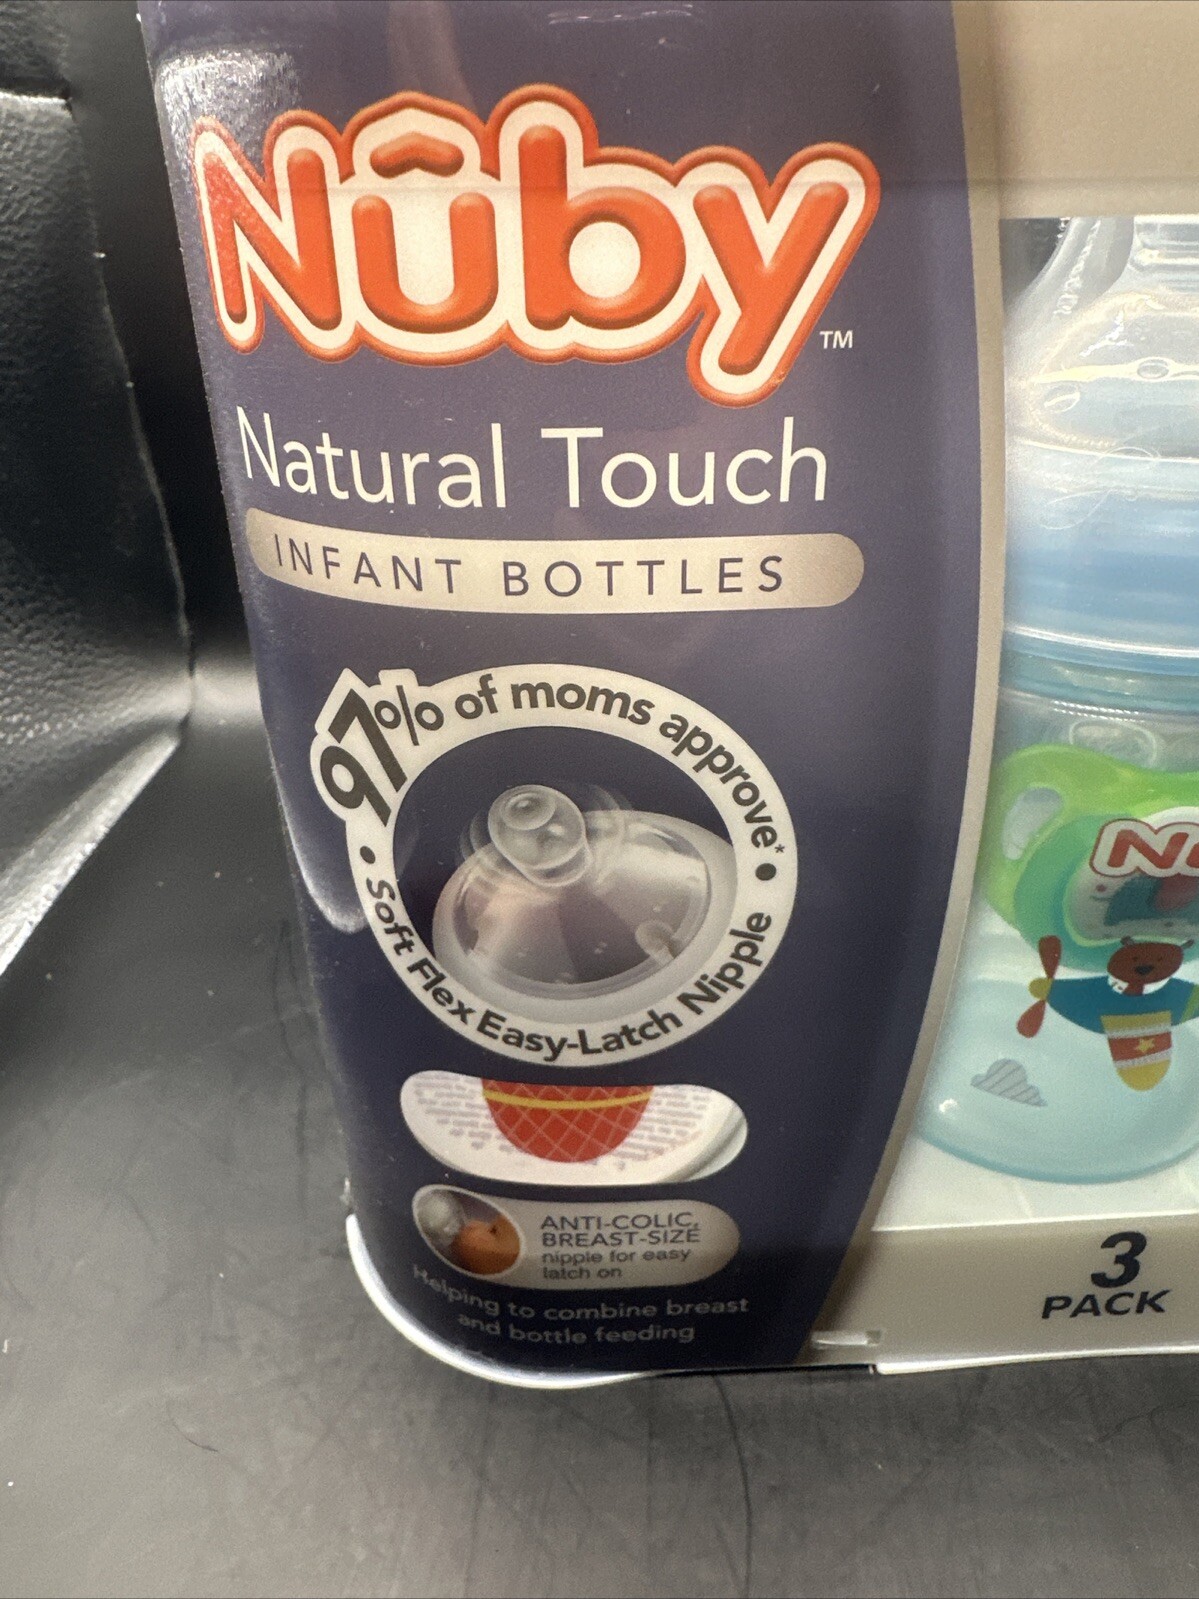 Nûby
TM
Natural Touch
INFANT BOTTLES
97% of moms approve*
• Soft Flex Easy-Latch Nipple •
ANTI-COLIC,
BREAST-SIZE
nipple for easy
latch on
Helping to combine breast
and bottle feeding
3
PACK